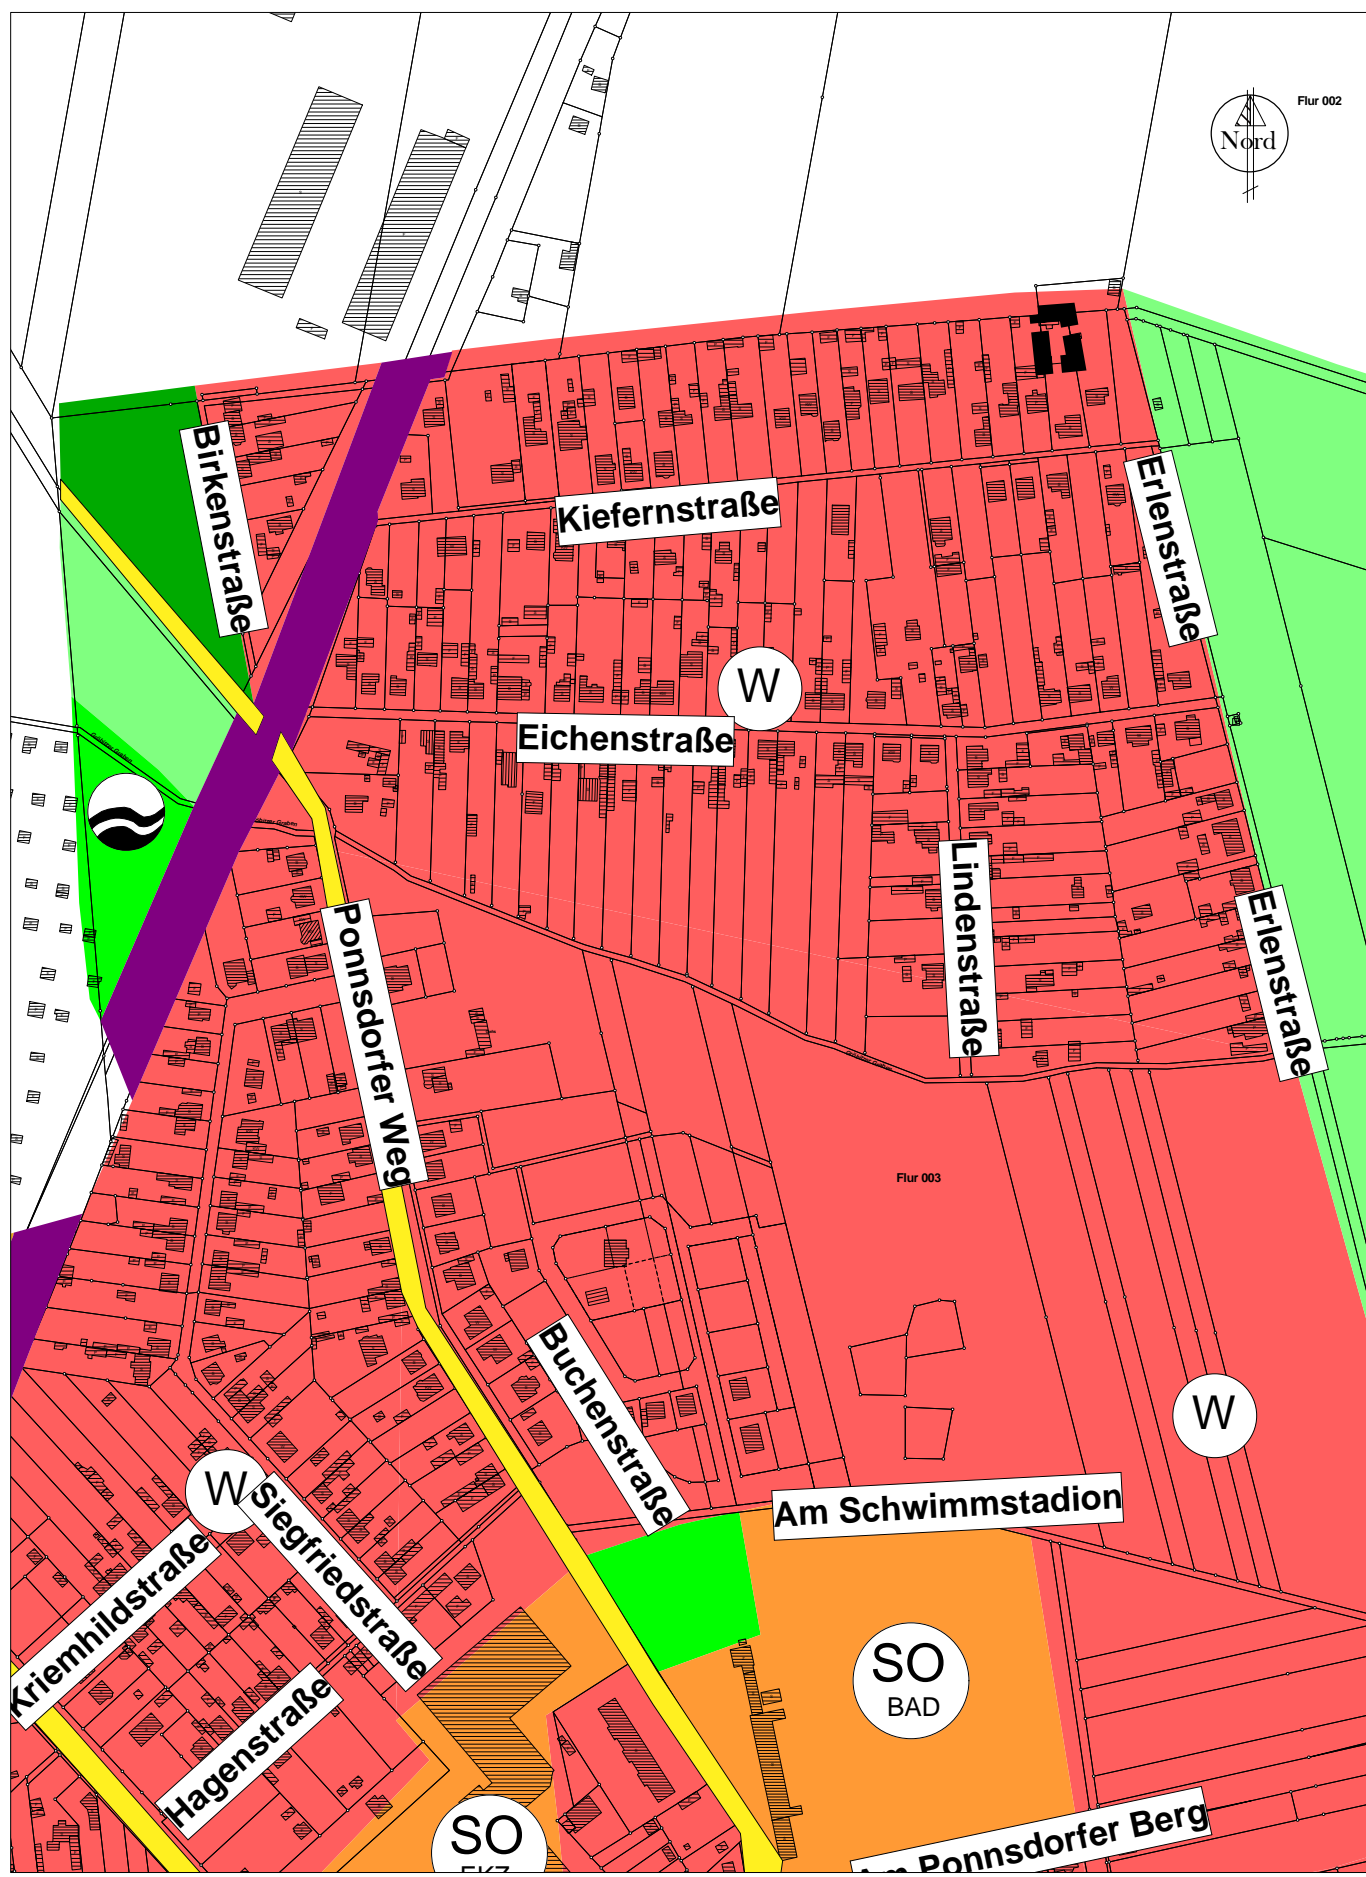 Flur 002
Nord
Birkenstraße
Kiefernstraße
Erlenstraße
W
Eichenstraße
Lindenstraße
Erlenstraße
Ponnsdorfer Weg
Flur 003
Buchenstraße
W
W
Siegfriedstraße
Am Schwimmstadion
Kriemhildstraße
Hagenstraße
SO
BAD
SO
EKZ
Am Ponnsdorfer Berg